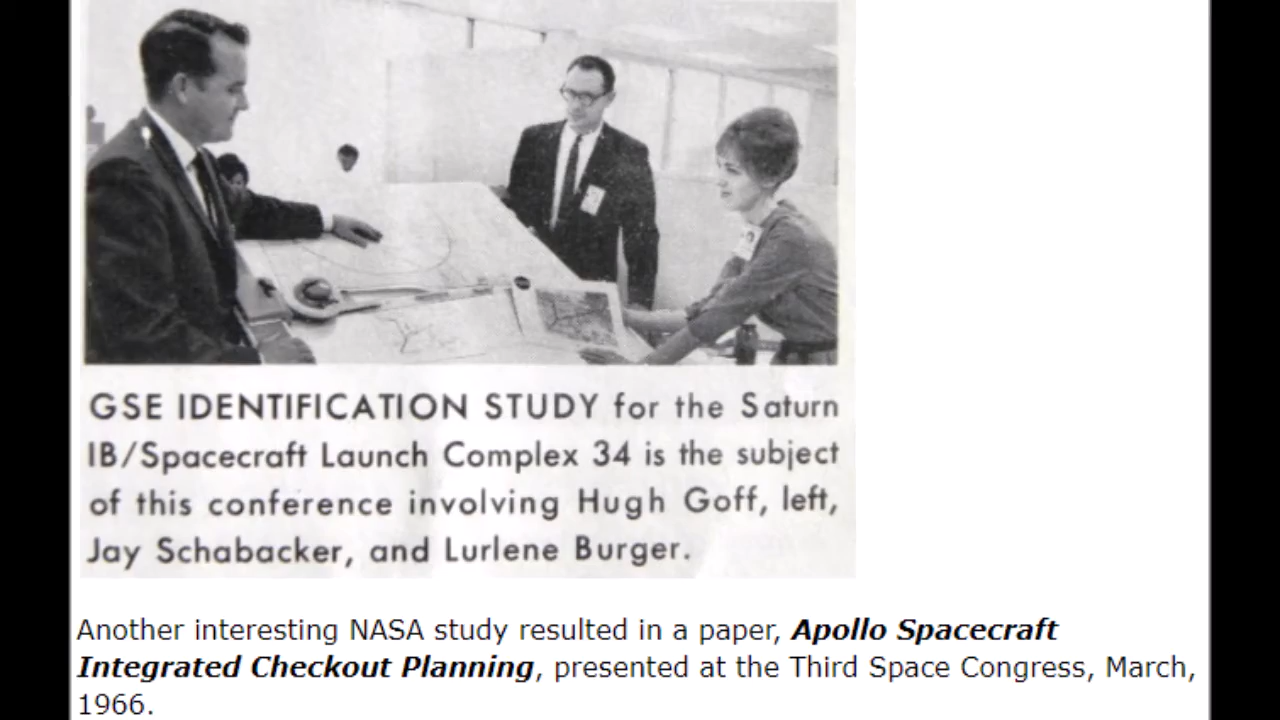 GSE IDENTIFICATION STUDY for the Saturn
IB/Spacecraft Launch Complex 34 is the subject
of this conference involving Hugh Goff, left,
Jay Schabacker, and Lurlene Burger.
Another interesting NASA study resulted in a paper, Apollo Spacecraft
Integrated Checkout Planning, presented at the Third Space Congress, March,
1966.